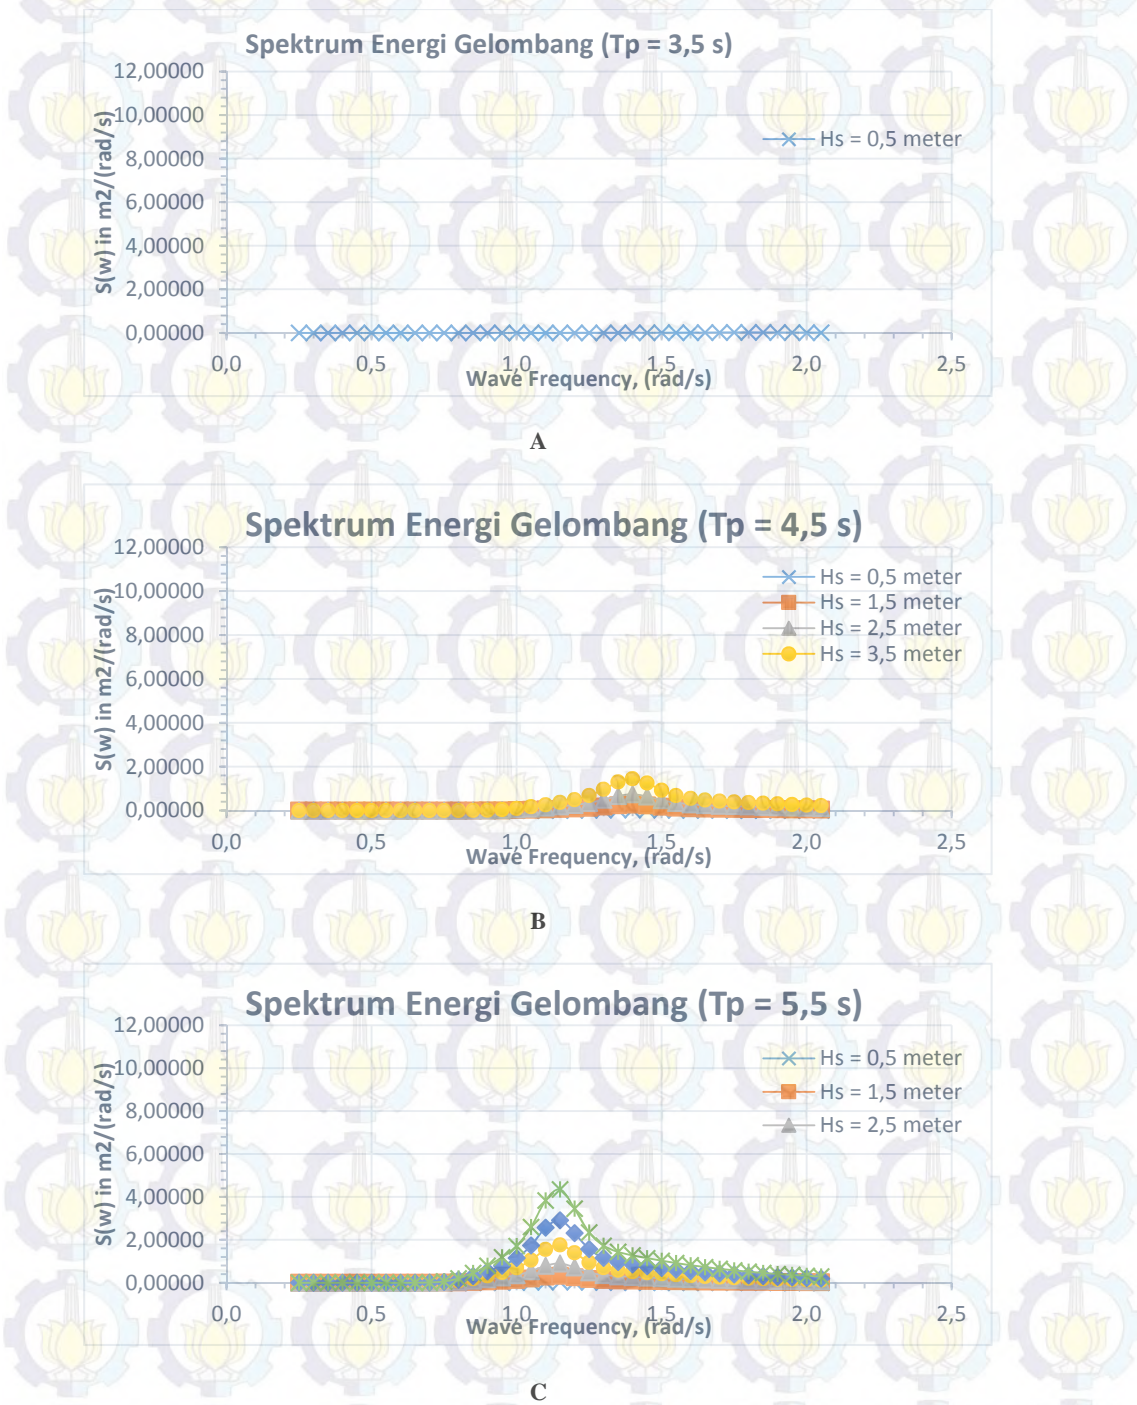 Spektrum Energi Gelombang (Tp = 3,5 s)
12,00000
10,00000
8,00000
6,00000
4,00000
2,00000
0,00000
S(w) in m2/(rad/s)
Hs = 0,5 meter
0,0 0,5 1,0 1,5 2,0 2,5
Wave Frequency, (rad/s)
A
Spektrum Energi Gelombang (Tp = 4,5 s)
12,00000
10,00000
8,00000
6,00000
4,00000
2,00000
0,00000
S(w) in m2/(rad/s)
Hs = 0,5 meter
Hs = 1,5 meter
Hs = 2,5 meter
Hs = 3,5 meter
0,0 0,5 1,0 1,5 2,0 2,5
Wave Frequency, (rad/s)
B
Spektrum Energi Gelombang (Tp = 5,5 s)
12,00000
10,00000
8,00000
6,00000
4,00000
2,00000
0,00000
S(w) in m2/(rad/s)
Hs = 0,5 meter
Hs = 1,5 meter
Hs = 2,5 meter
0,0 0,5 1,0 1,5 2,0 2,5
Wave Frequency, (rad/s)
C